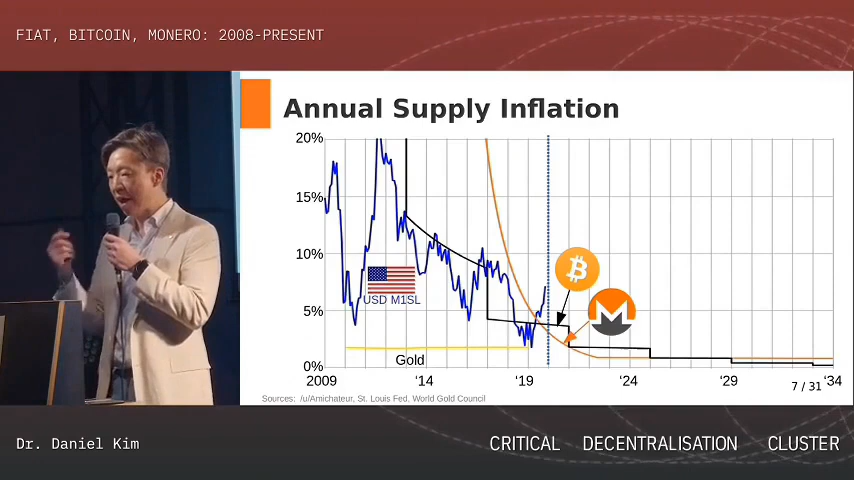 FIAT, BITCOIN, MONERO: 2008-PRESENT
Annual Supply Inflation
20%
15%
10%
5%
0%
USD M1SL
Gold
2009
'14
'19
'24
'29
'34
7 / 31
Sources: /u/Amichateur, St. Louis Fed, World Gold Council
Dr. Daniel Kim
CRITICAL DECENTRALISATION CLUSTER